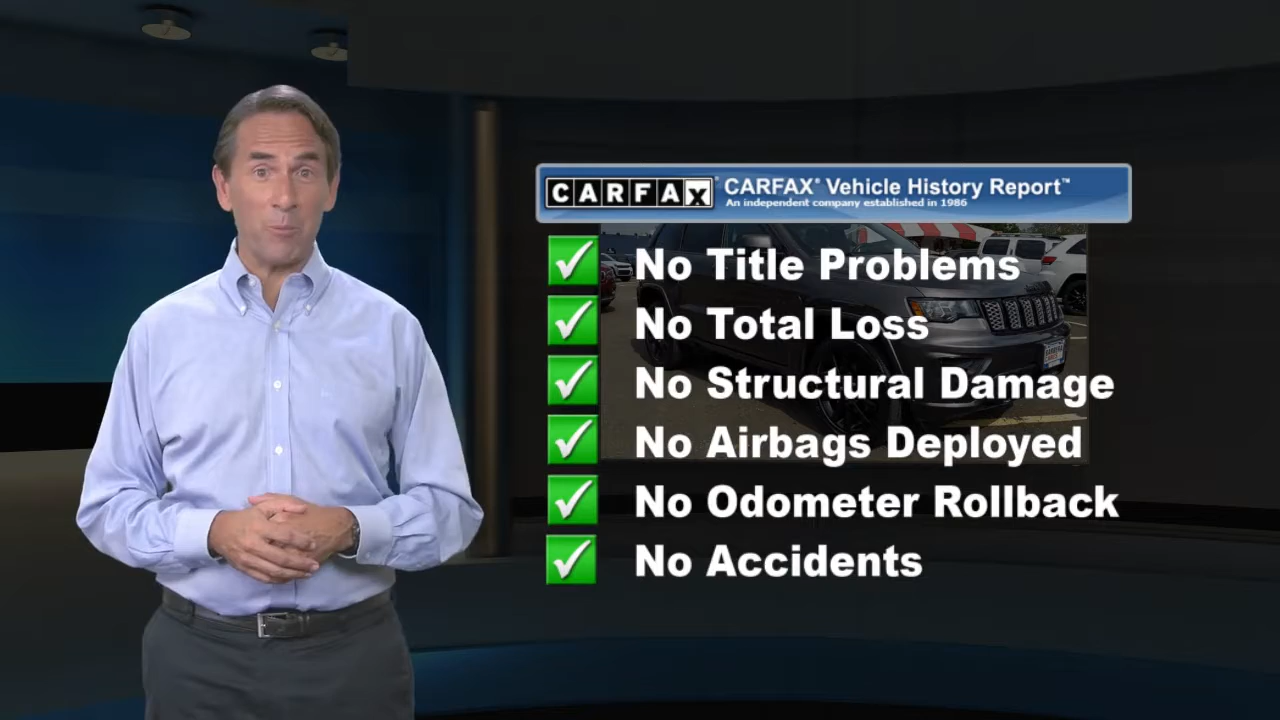 CARFAX® CARFAX® Vehicle History Report™
An independent company established in 1986
No Title Problems
No Total Loss
No Structural Damage
No Airbags Deployed
No Odometer Rollback
No Accidents